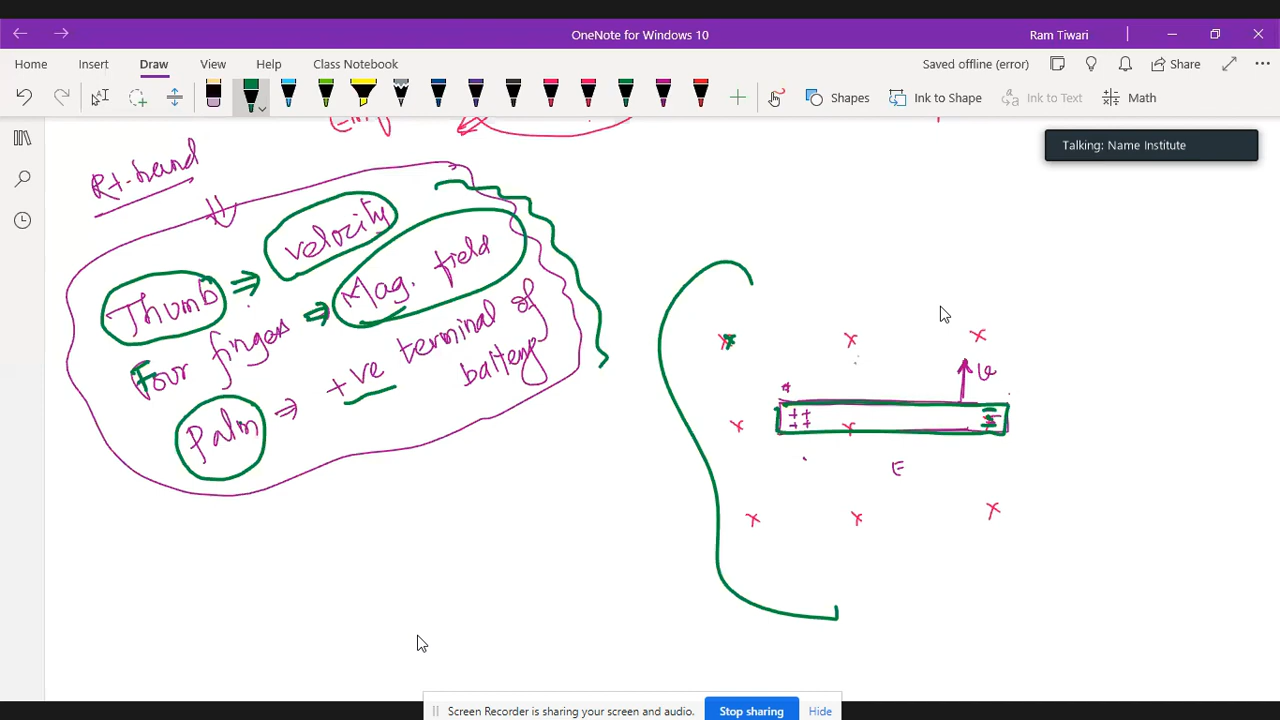 OneNote for Windows 10
Ram Tiwari
Home Insert Draw View Help Class Notebook
Saved offline (error)
Share
Shapes
Ink to Shape
Ink to Text
Math
Talking: Name Institute
Rt-hand
Thumb ⇒ velocity
Four finges ⇒ Mag. field
Palm ⇒ +ve terminal of
battery
x x x
v
++
++
x x
E
x x x
Screen Recorder is sharing your screen and audio.
Stop sharing
Hide